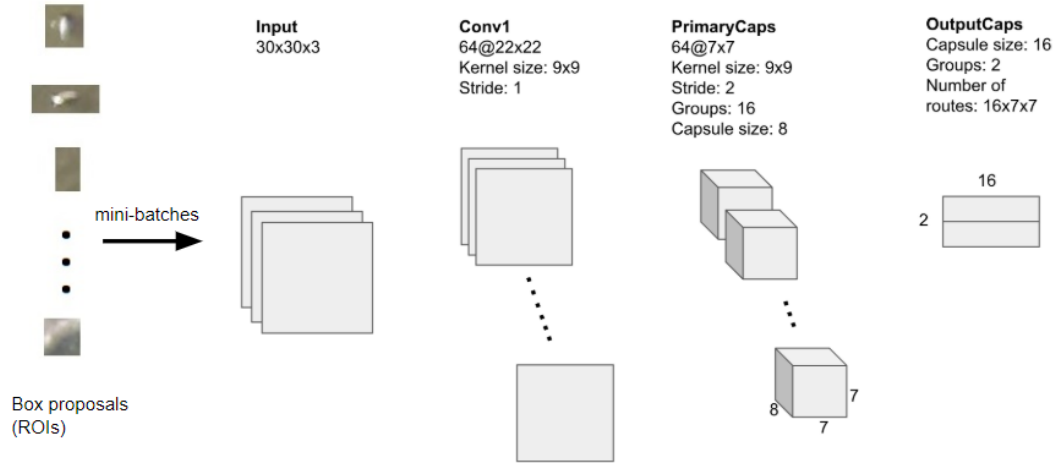 Input
30x30x3
Conv1
64@22x22
Kernel size: 9x9
Stride: 1
PrimaryCaps
64@7x7
Kernel size: 9x9
Stride: 2
Groups: 16
Capsule size: 8
OutputCaps
Capsule size: 16
Groups: 2
Number of
routes: 16x7x7
mini-batches
16
2
8
7
7
Box proposals
(ROIs)